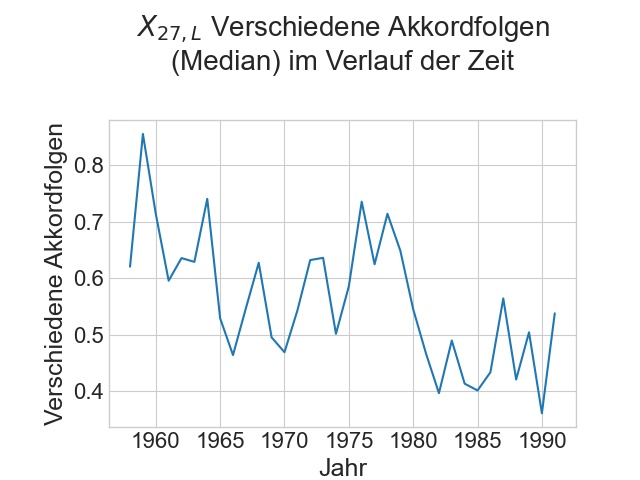 X27,L Verschiedene Akkordfolgen
(Median) im Verlauf der Zeit
Verschiedene Akkordfolgen
0.8
0.7
0.6
0.5
0.4
1960 1965 1970 1975 1980 1985 1990
Jahr